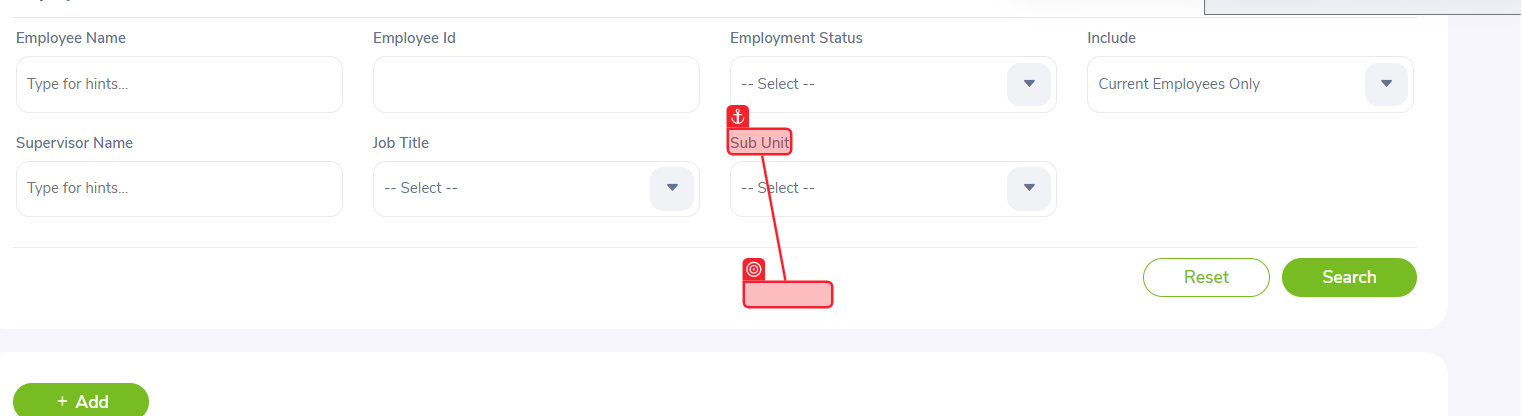 Employee Name
Employee Id
Employment Status
Include
Type for hints...
-- Select --
Current Employees Only
Supervisor Name
Job Title
Sub Unit
Type for hints...
-- Select --
-- Select --
Reset
Search
+ Add